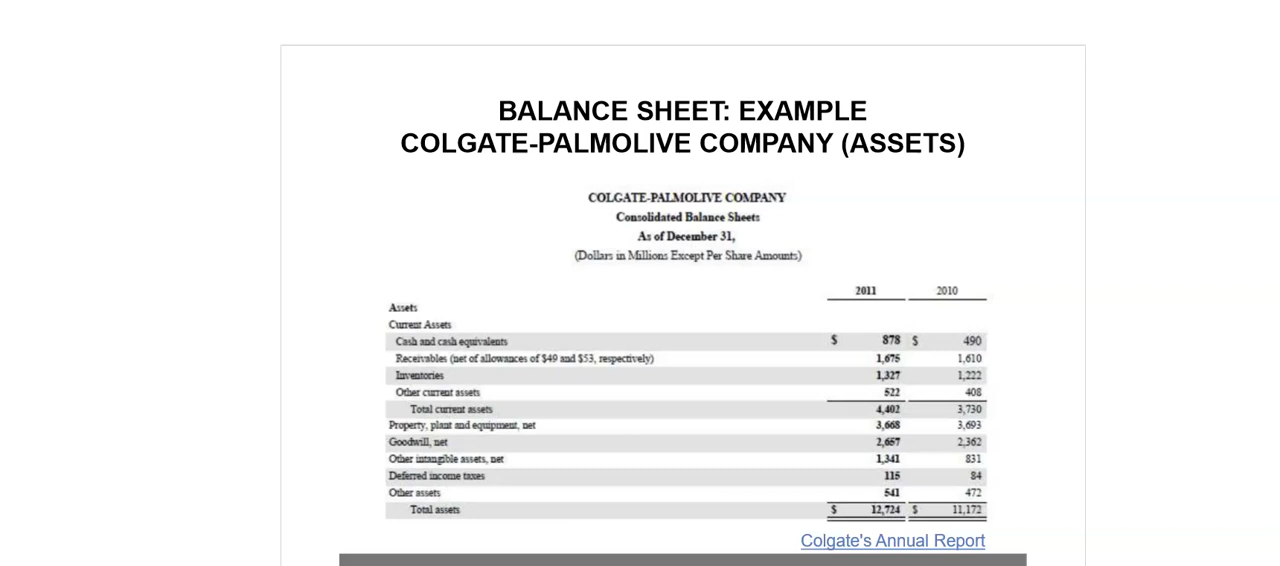 BALANCE SHEET: EXAMPLE
COLGATE-PALMOLIVE COMPANY (ASSETS)
COLGATE-PALMOLIVE COMPANY
Consolidated Balance Sheets
As of December 31,
(Dollars in Millions Except Per Share Amounts)
2011 2010
Assets
Current Assets
Cash and cash equivalents $ 878 $ 490
Receivables (net of allowances of $49 and $53, respectively) 1,675 1,610
Inventories 1,327 1,222
Other current assets 522 408
Total current assets 4,402 3,730
Property, plant and equipment, net 3,668 3,693
Goodwill, net 2,657 2,362
Other intangible assets, net 1,341 831
Deferred income taxes 115 84
Other assets 541 472
Total assets $ 12,724 $ 11,172
Colgate's Annual Report